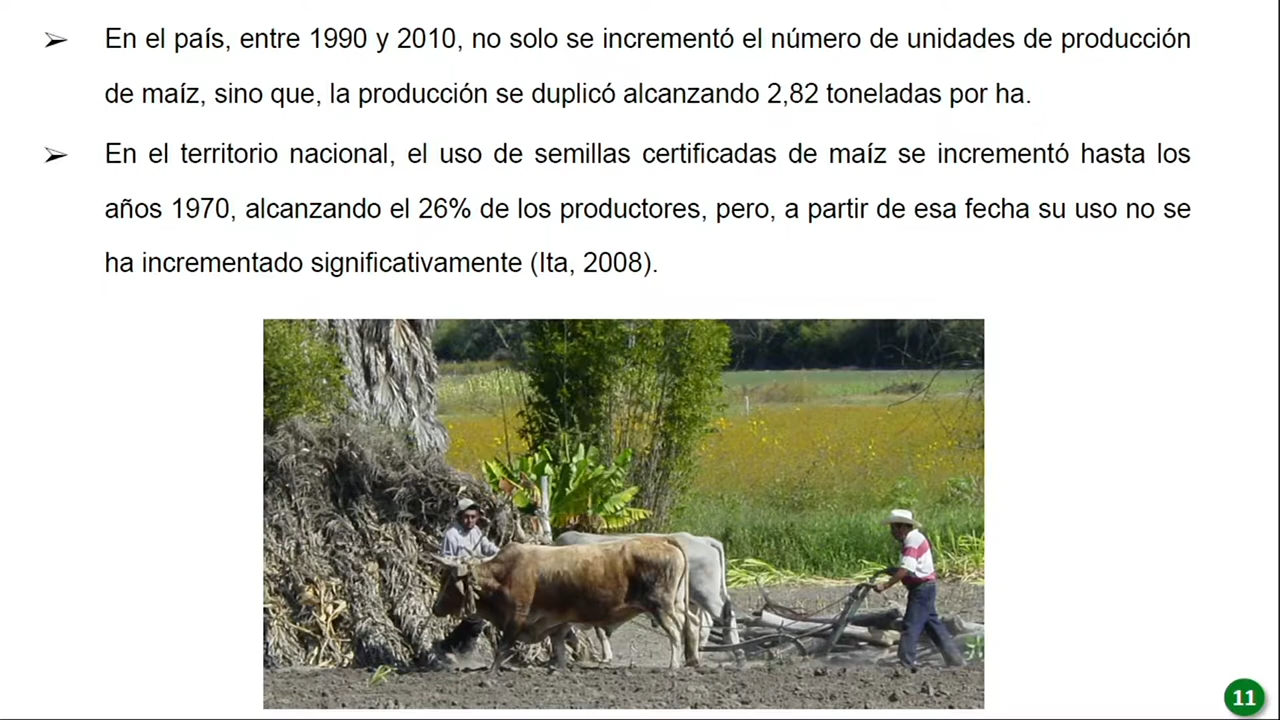 ➢ En el país, entre 1990 y 2010, no solo se incrementó el número de unidades de producción
de maíz, sino que, la producción se duplicó alcanzando 2,82 toneladas por ha.
➢ En el territorio nacional, el uso de semillas certificadas de maíz se incrementó hasta los
años 1970, alcanzando el 26% de los productores, pero, a partir de esa fecha su uso no se
ha incrementado significativamente (Ita, 2008).
11